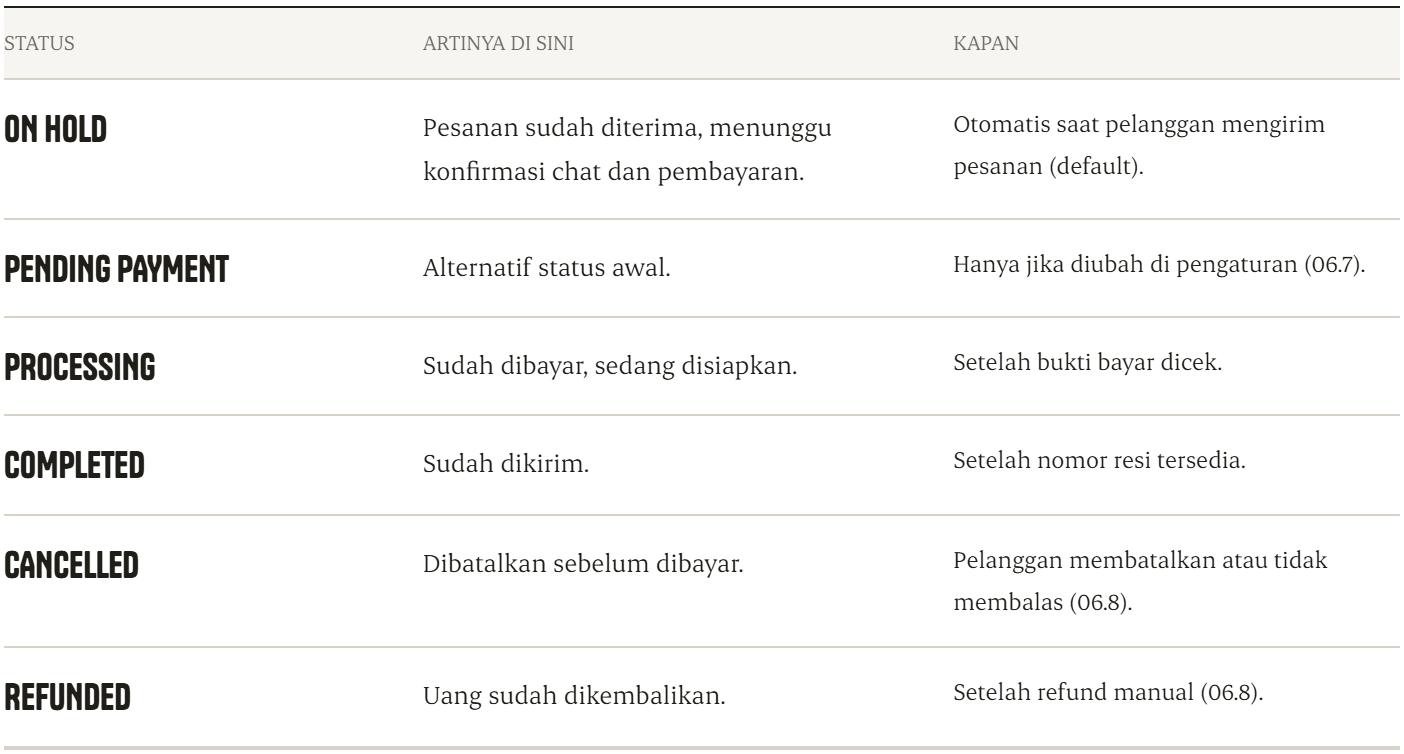 STATUS
ARTINYA DI SINI
KAPAN
ON HOLD
Pesanan sudah diterima, menunggu
konfirmasi chat dan pembayaran.
Otomatis saat pelanggan mengirim
pesanan (default).
PENDING PAYMENT
Alternatif status awal.
Hanya jika diubah di pengaturan (06.7).
PROCESSING
Sudah dibayar, sedang disiapkan.
Setelah bukti bayar dicek.
COMPLETED
Sudah dikirim.
Setelah nomor resi tersedia.
CANCELLED
Dibatalkan sebelum dibayar.
Pelanggan membatalkan atau tidak
membalas (06.8).
REFUNDED
Uang sudah dikembalikan.
Setelah refund manual (06.8).